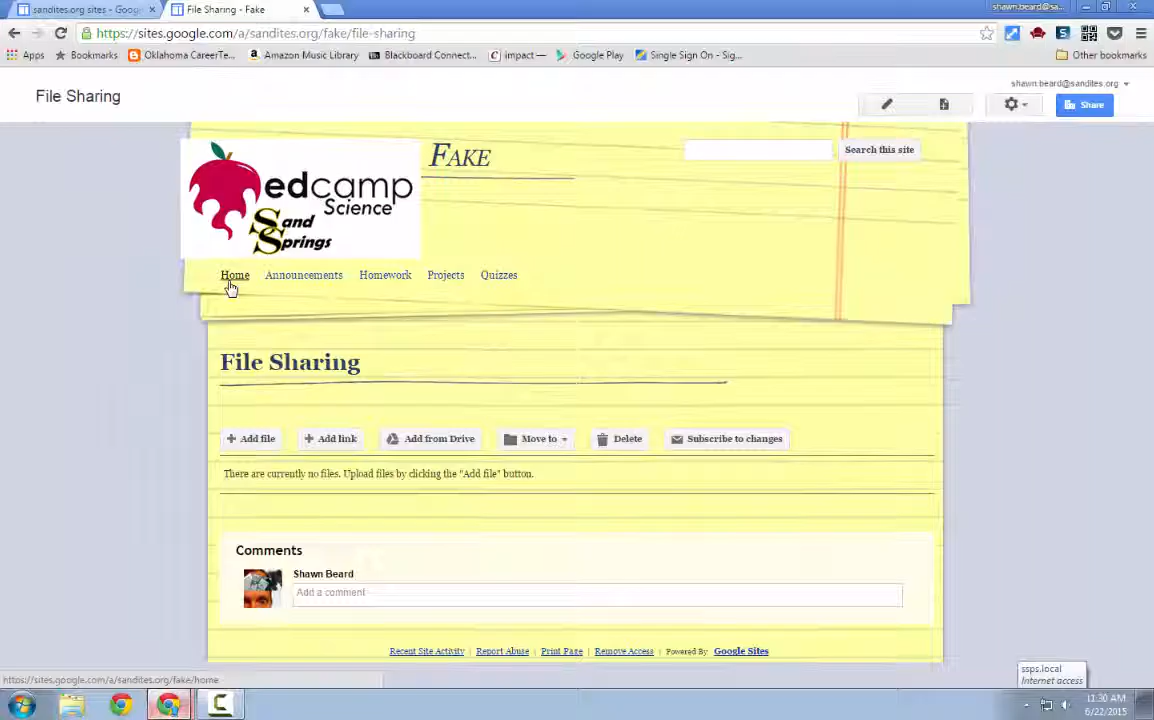 sandites.org sites - Goog
File Sharing - Fake
shawn.beard@sa...
https://sites.google.com/a/sandites.org/fake/file-sharing
Apps
Bookmarks
Oklahoma CareerTe...
Amazon Music Library
Blackboard Connect...
impact —
Google Play
Single Sign On - Sig...
Other bookmarks
shawn.beard@sandites.org
File Sharing
Share
edcamp
Science
Sand
Springs
FAKE
Search this site
Home Announcements Homework Projects Quizzes
File Sharing
+ Add file + Add link Add from Drive Move to Delete Subscribe to changes
There are currently no files. Upload files by clicking the "Add file" button.
Comments
Shawn Beard
Add a comment
Recent Site Activity | Report Abuse | Print Page | Remove Access | Powered By Google Sites
https://sites.google.com/a/sandites.org/fake/home
ssps.local
Internet access
11:30 AM
6/22/2015